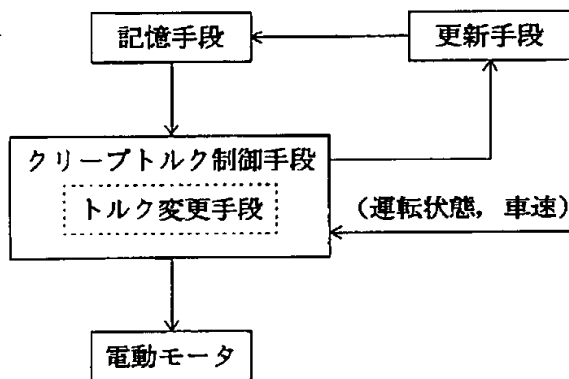 記憶手段
更新手段
クリープトルク制御手段
トルク変更手段
(運転状態, 車速)
電動モータ